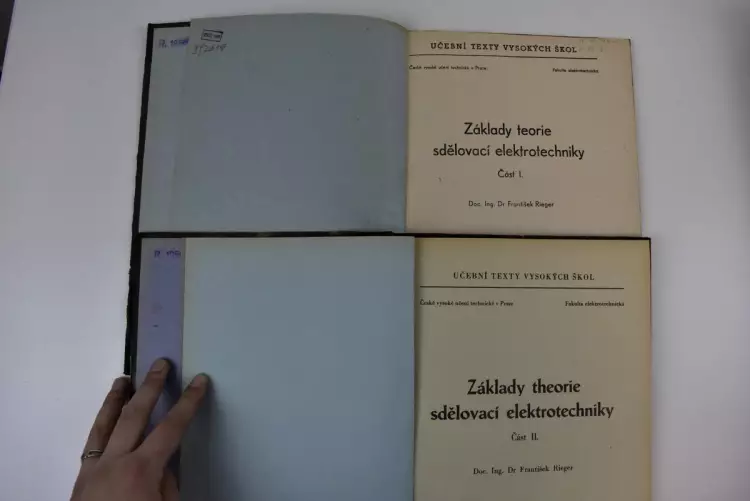 UČEBNÍ TEXTY VYSOKÝCH ŠKOL
České vysoké učení technické v Praze Fakulta elektrotechnická
Základy teorie
sdělovací elektrotechniky
Část I.
Doc. Ing. Dr František Rieger
UČEBNÍ TEXTY VYSOKÝCH ŠKOL
České vysoké učení technické v Praze Fakulta elektrotechnická
Základy theorie
sdělovací elektrotechniky
Část II.
Doc. Ing. Dr František Rieger